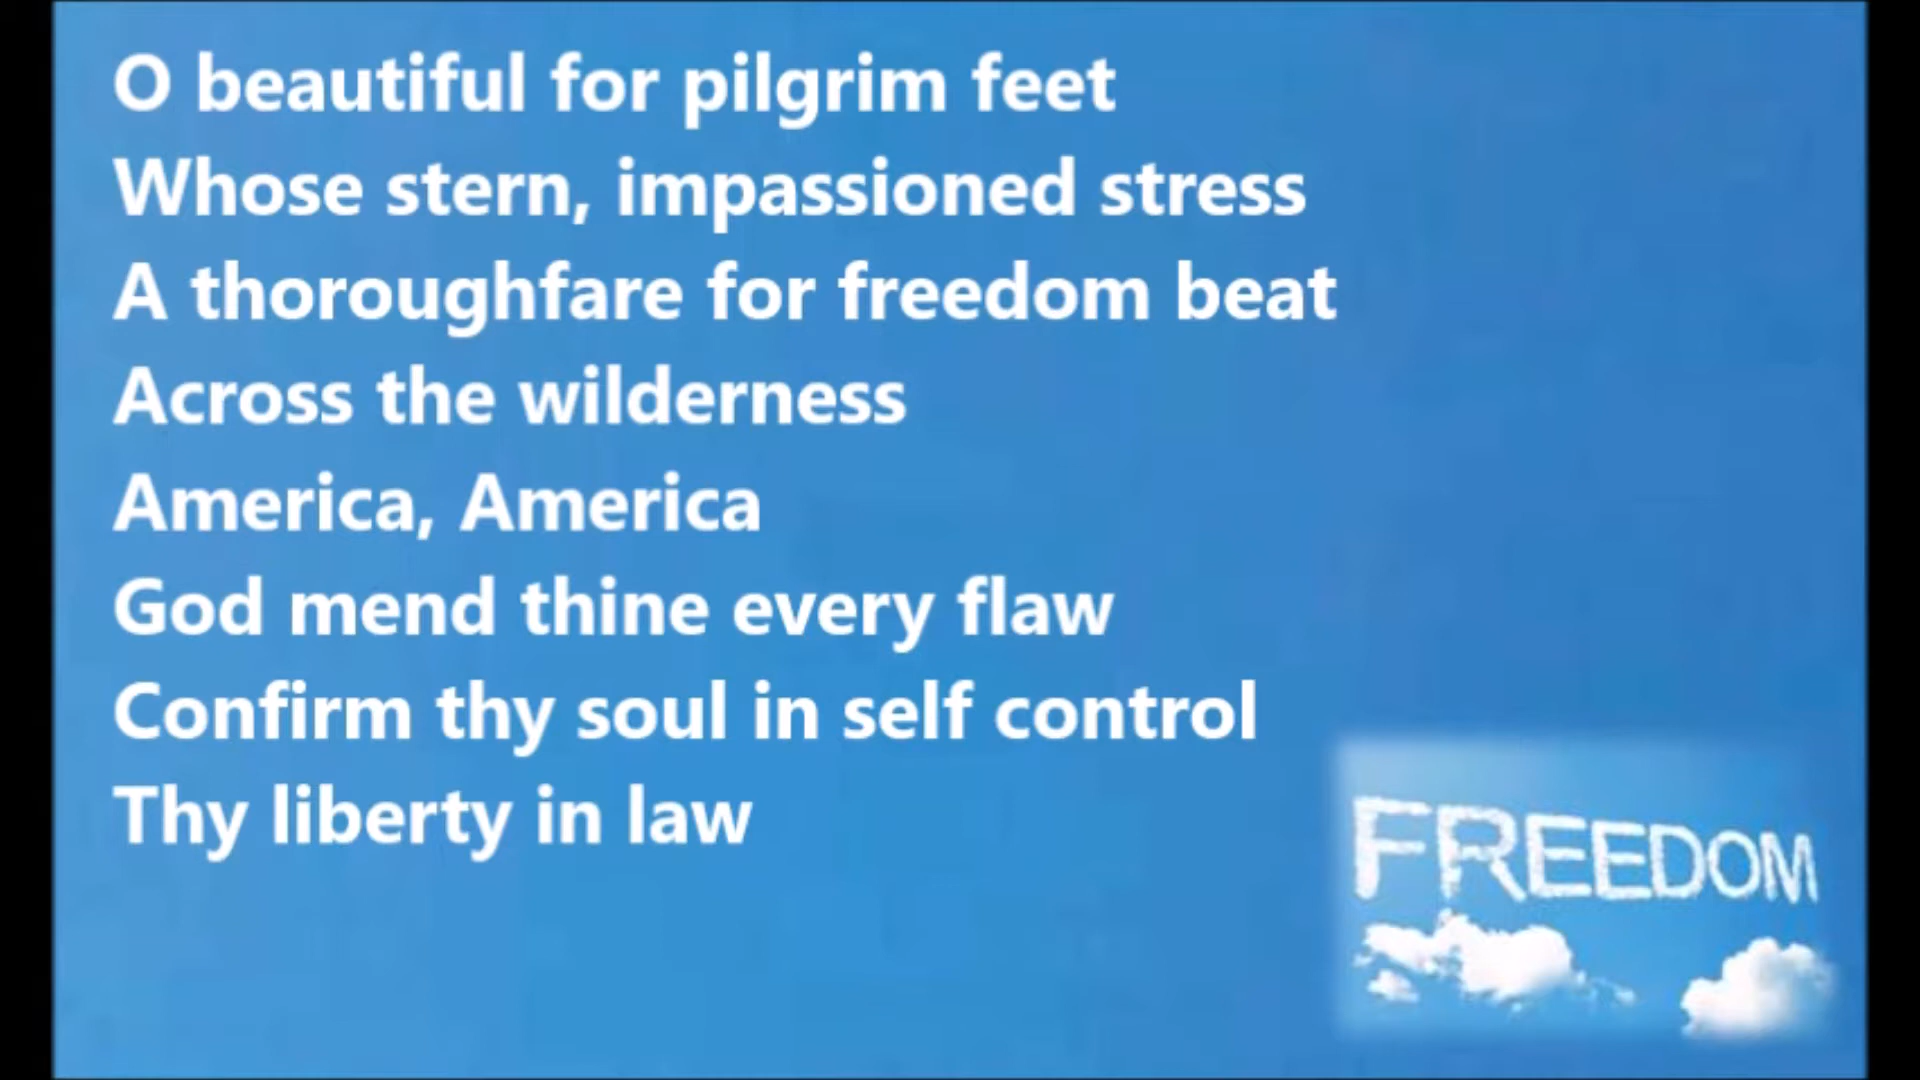 O beautiful for pilgrim feet
Whose stern, impassioned stress
A thoroughfare for freedom beat
Across the wilderness
America, America
God mend thine every flaw
Confirm thy soul in self control
Thy liberty in law
FREEDOM